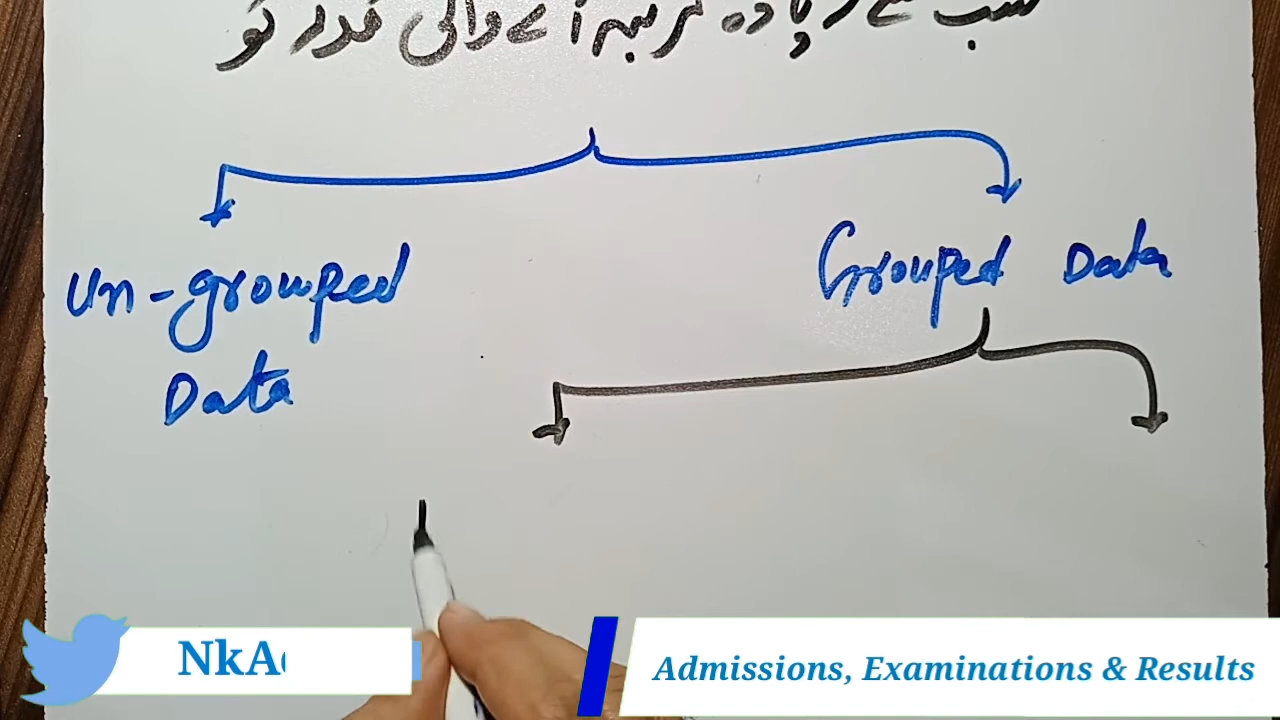 سب سے زیادہ مرتبہ آنے والی قدر کو
Un-grouped
Data
Grouped Data
NkA
Admissions, Examinations & Results